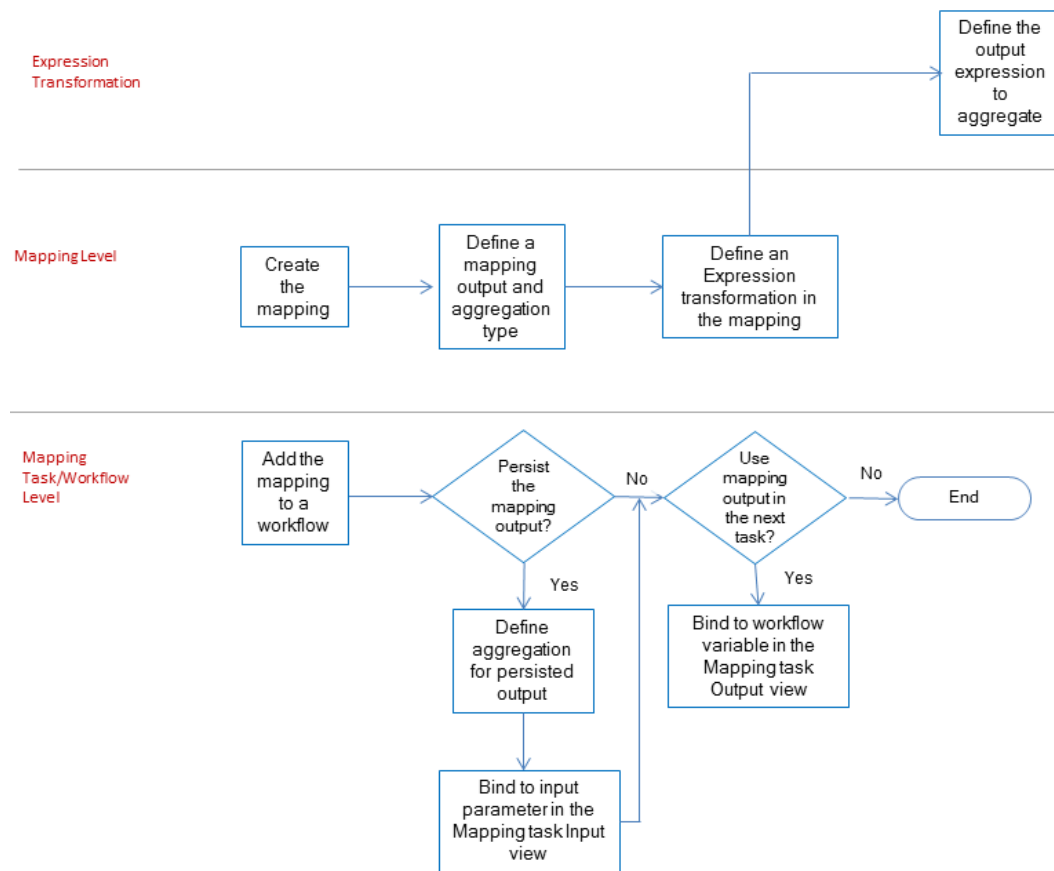 Expression
Transformation
Define the
output
expression
to
aggregate
Mapping Level
Create
the
mapping
Define a
mapping
output and
aggregation
type
Define an
Expression
transformation in
the mapping
Mapping
Task/Workflow
Level
Add the
mapping
to a
workflow
Persist
the
mapping
output?
No
Use
mapping
output in
the next
task?
No
End
Yes
Yes
Define
aggregation
for persisted
output
Bind to workflow
variable in the
Mapping task
Output view
Bind to input
parameter in the
Mapping task Input
view